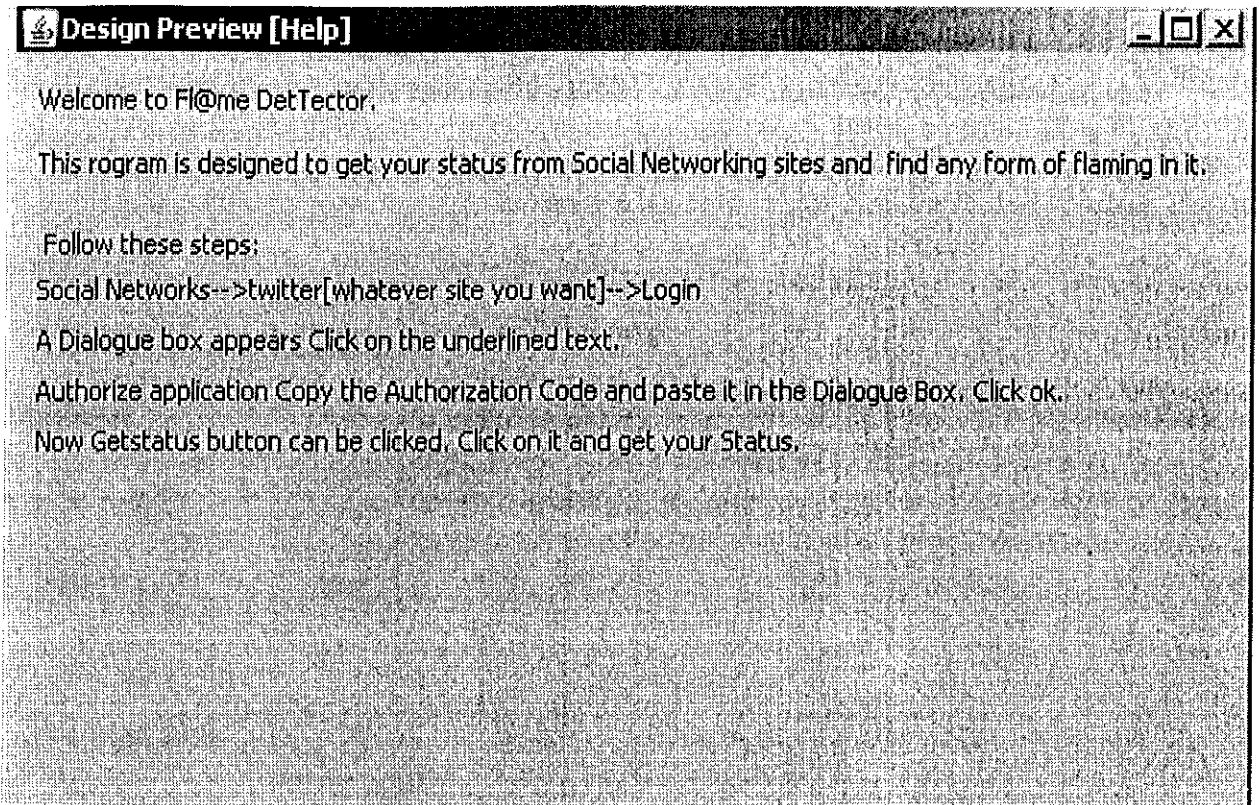 Design Preview [Help]
Welcome to Fl@me DetTector.
This rogram is designed to get your status from Social Networking sites and find any form of flaming in it.
Follow these steps:
Social Networks-->twitter[whatever site you want]-->Login
A Dialogue box appears Click on the underlined text.
Authorize application Copy the Authorization Code and paste it in the Dialogue Box. Click ok.
Now Getstatus button can be clicked. Click on it and get your Status.